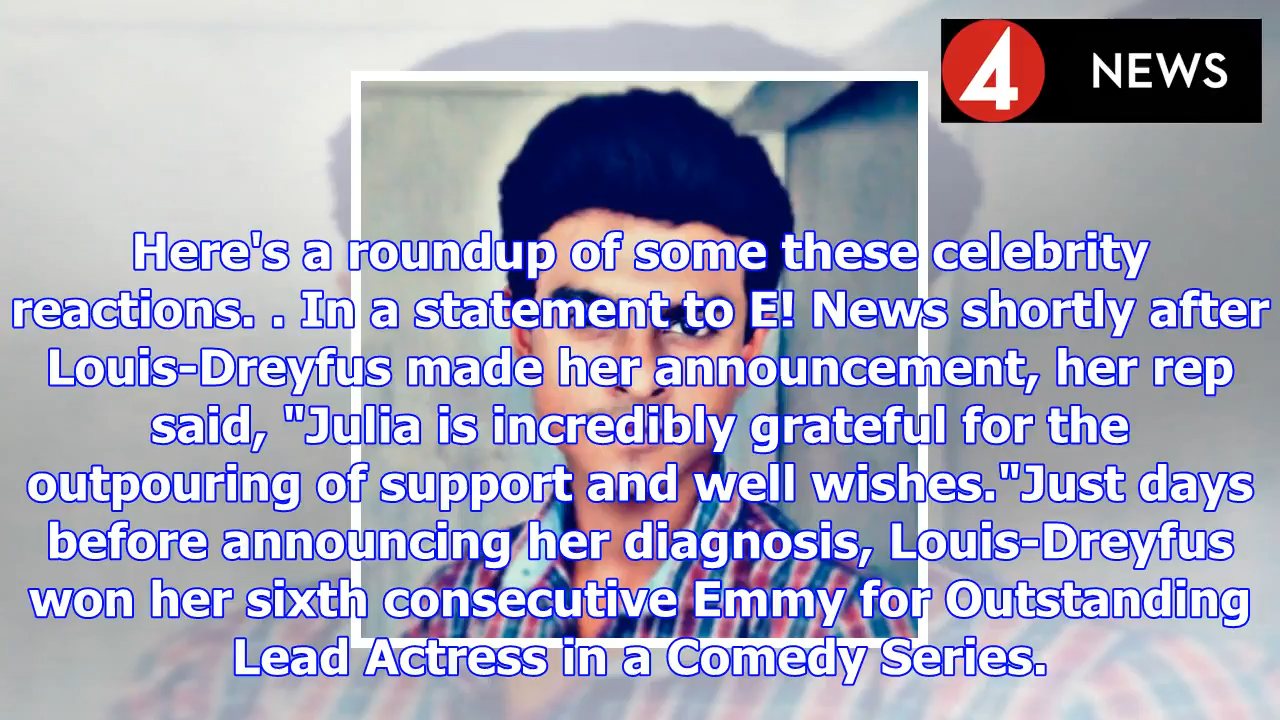 4 NEWS
Here's a roundup of some these celebrity
reactions. . In a statement to E! News shortly after
Louis-Dreyfus made her announcement, her rep
said, "Julia is incredibly grateful for the
outpouring of support and well wishes."Just days
before announcing her diagnosis, Louis-Dreyfus
won her sixth consecutive Emmy for Outstanding
Lead Actress in a Comedy Series.